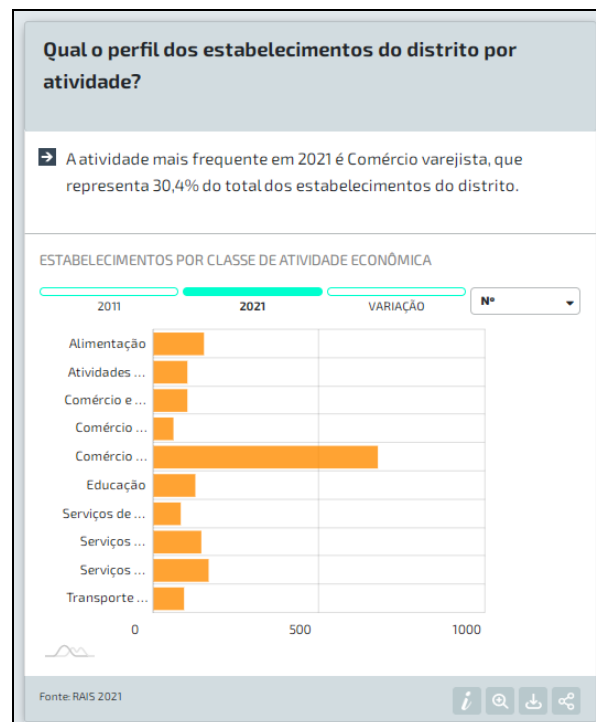 Qual o perfil dos estabelecimentos do distrito por
atividade?
A atividade mais frequente em 2021 é Comércio varejista, que
representa 30,4% do total dos estabelecimentos do distrito.
ESTABELECIMENTOS POR CLASSE DE ATIVIDADE ECONÔMICA
2011
2021
VARIAÇÃO
Nº
Alimentação
Atividades ...
Comércio e ...
Comércio ...
Comércio ...
Educação
Serviços de ...
Serviços ...
Serviços ...
Transporte ...
0 500 1000
Fonte: RAIS 2021